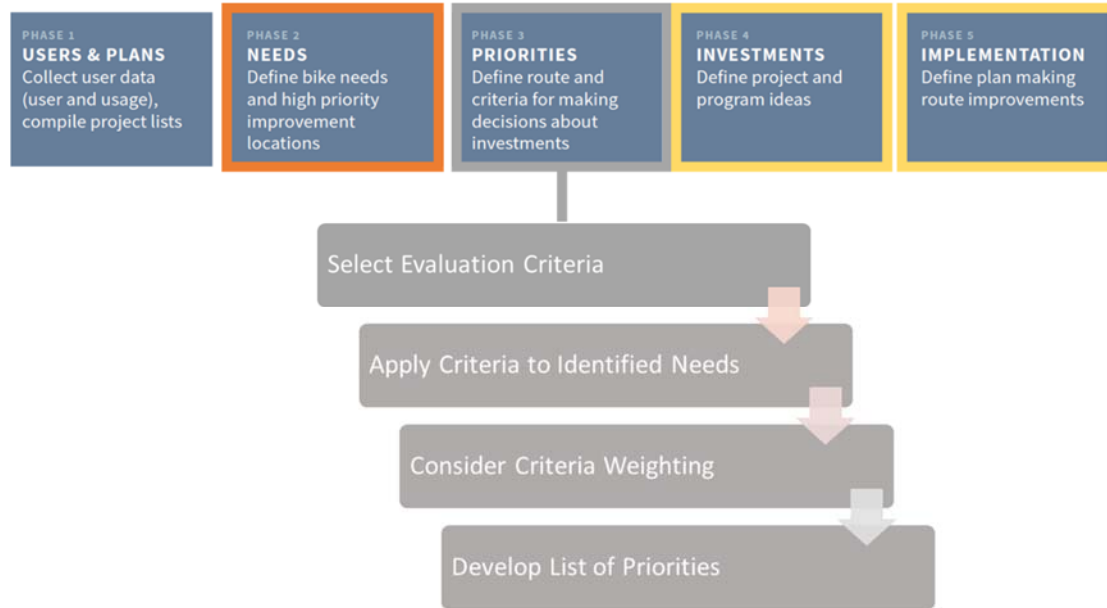 PHASE 1
USERS & PLANS
Collect user data
(user and usage),
compile project lists
PHASE 2
NEEDS
Define bike needs
and high priority
improvement
locations
PHASE 3
PRIORITIES
Define route and
criteria for making
decisions about
investments
PHASE 4
INVESTMENTS
Define project and
program ideas
PHASE 5
IMPLEMENTATION
Define plan making
route improvements
Select Evaluation Criteria
Apply Criteria to Identified Needs
Consider Criteria Weighting
Develop List of Priorities